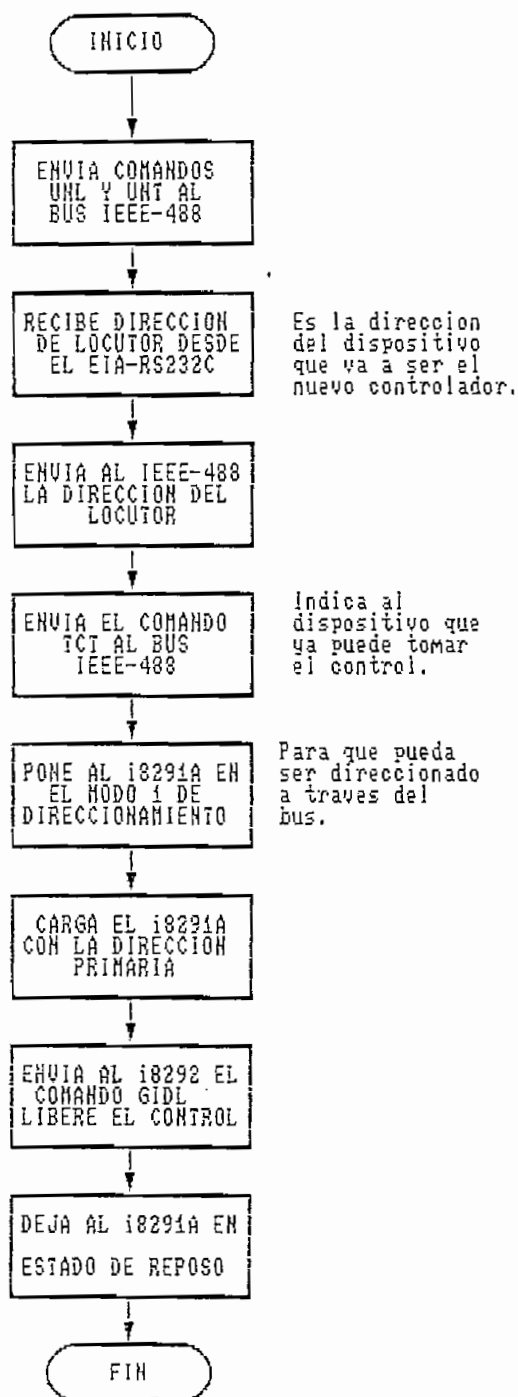 INICIO
ENVIA COMANDOS
UNL Y UNT AL
BUS IEEE-488
RECIBE DIRECCION
DE LOCUTOR DESDE
EL EIA-RS232C
Es la direccion
del dispositivo
que va a ser el
nuevo controlador.
ENVIA AL IEEE-488
LA DIRECCION DEL
LOCUTOR
ENVIA EL COMANDO
TCT AL BUS
IEEE-488
Indica al
dispositivo que
ya puede tomar
el control.
PONE AL i8291A EN
EL MODO 1 DE
DIRECCIONAMIENTO
Para que pueda
ser direccionado
a traves del
bus.
CARGA EL i8291A
CON LA DIRECCION
PRIMARIA
ENVIA AL i8292 EL
COMANDO GIDL
LIBERE EL CONTROL
DEJA AL i8291A EN
ESTADO DE REPOSO
FIN